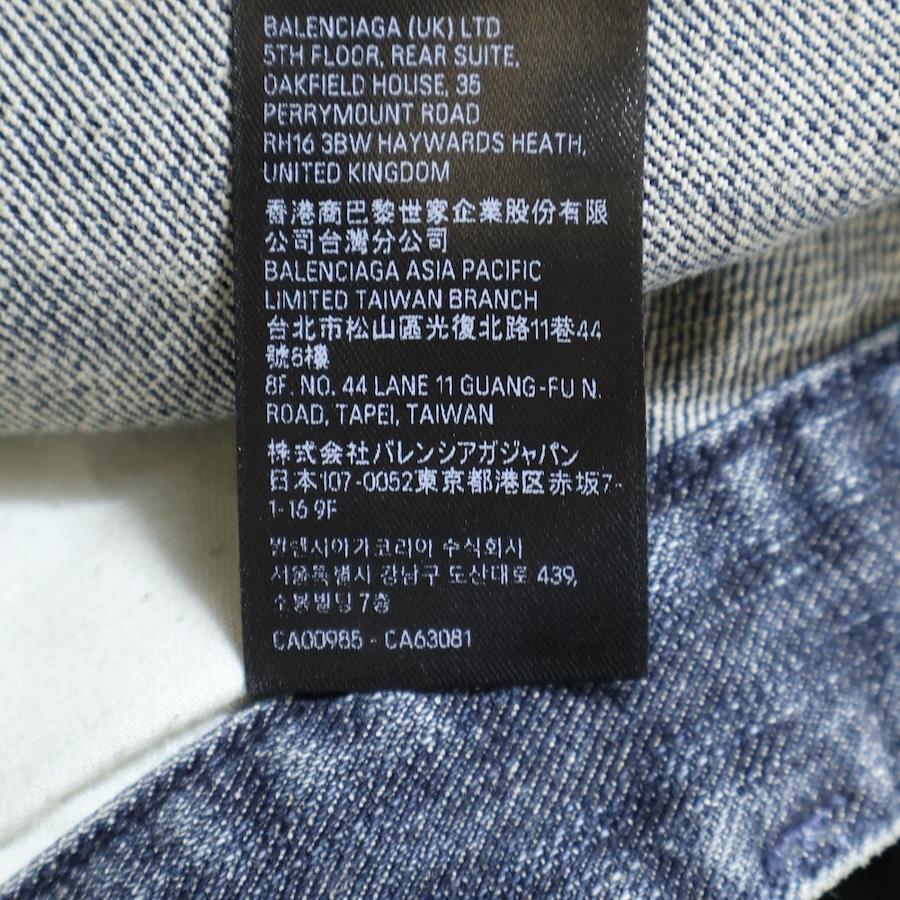 BALENCIAGA (UK) LTD
5TH FLOOR, REAR SUITE,
OAKFIELD HOUSE, 35
PERRYMOUNT ROAD
RH16 3BW HAYWARDS HEATH,
UNITED KINGDOM
香港商巴黎世家企業股份有限
公司台灣分公司
BALENCIAGA ASIA PACIFIC
LIMITED TAIWAN BRANCH
台北市松山區光復北路11巷44
號8樓
8F. NO. 44 LANE 11 GUANG-FU N.
ROAD, TAPEI, TAIWAN
株式会社バレンシアガジャパン
日本107-0052東京都港区赤坂7-
1-16 9F
발렌시아가코리아 수식회사
서울특별시 강남구 도산대로 439,
소봉빌딩 7층
CA00985 - CA63081